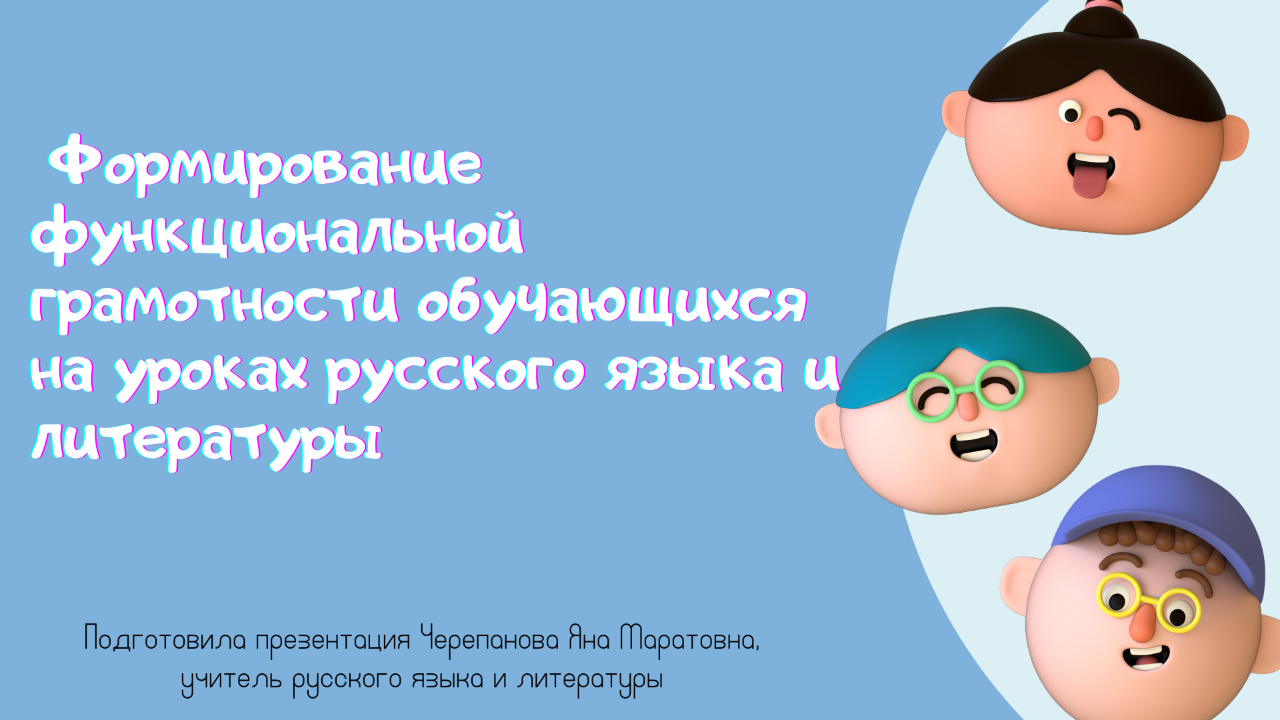 Формирование
функциональной
грамотности обучающихся
на уроках русского языка и
литературы
Подготовила презентация Черепанова Яна Маратовна,
учитель русского языка и литературы